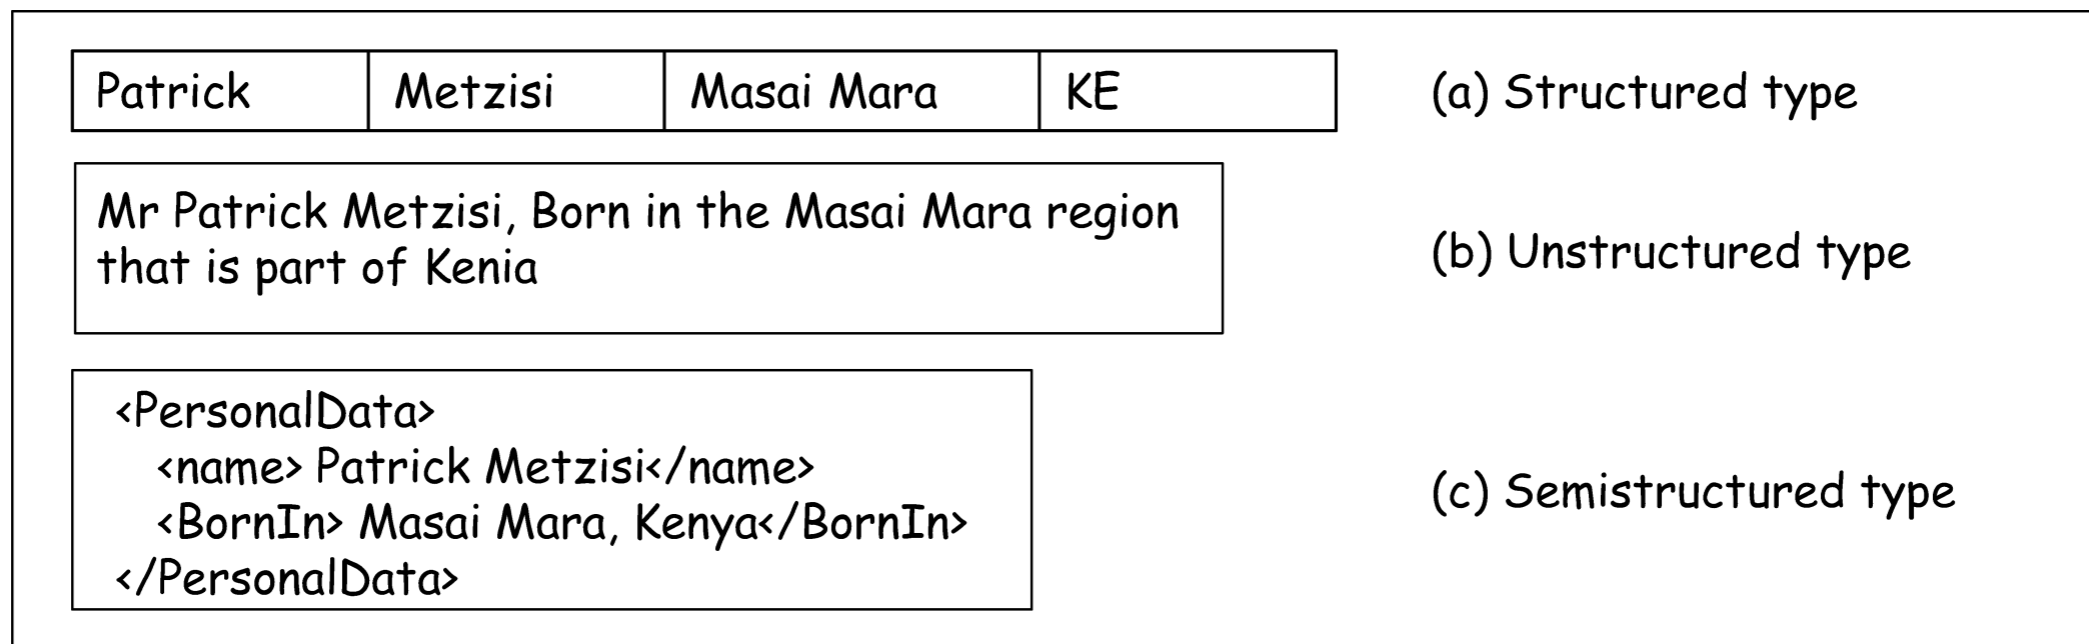 Patrick Metzisi Masai Mara KE (a) Structured type
Mr Patrick Metzisi, Born in the Masai Mara region
that is part of Kenia
(b) Unstructured type
<PersonalData>
<name> Patrick Metzisi</name>
<BornIn> Masai Mara, Kenya</BornIn>
</PersonalData>
(c) Semistructured type